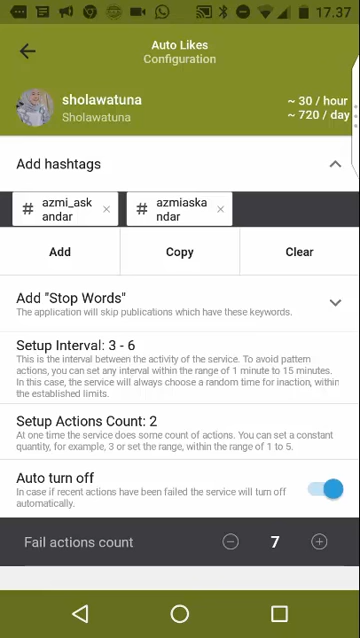 17.37
Auto Likes
Configuration
sholawatuna
Sholawatuna
~ 30 / hour
~ 720 / day
Add hashtags
# azmi_ask
andar ×
# azmiaska
ndar ×
Add
Copy
Clear
Add "Stop Words"
The application will skip publications which have these keywords.
Setup Interval: 3 - 6
This is the interval between the activity of the service. To avoid pattern
actions, you can set any interval within the range of 1 minute to 15 minutes.
In this case, the service will always choose a random time for inaction, within
the established limits.
Setup Actions Count: 2
At one time the service does some count of actions. You can set a constant
quantity, for example, 3 or set the range, within the range of 1 to 5.
Auto turn off
In case if recent actions have been failed the service will turn off
automatically.
Fail actions count
7